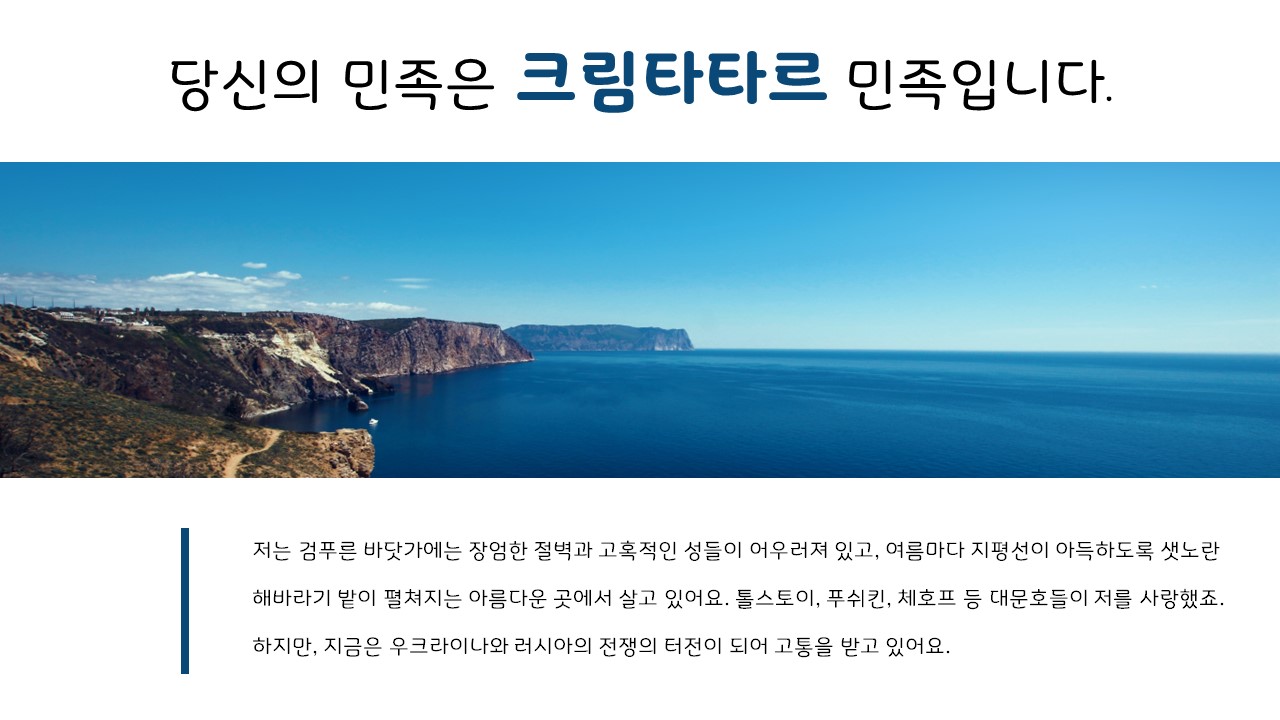 당신의 민족은 크림타타르 민족입니다.
저는 검푸른 바닷가에는 장엄한 절벽과 고혹적인 성들이 어우러져 있고, 여름마다 지평선이 아득하도록 샛노란
해바라기 밭이 펼쳐지는 아름다운 곳에서 살고 있어요. 톨스토이, 푸쉬킨, 체호프 등 대문호들이 저를 사랑했죠.
하지만, 지금은 우크라이나와 러시아의 전쟁의 터전이 되어 고통을 받고 있어요.